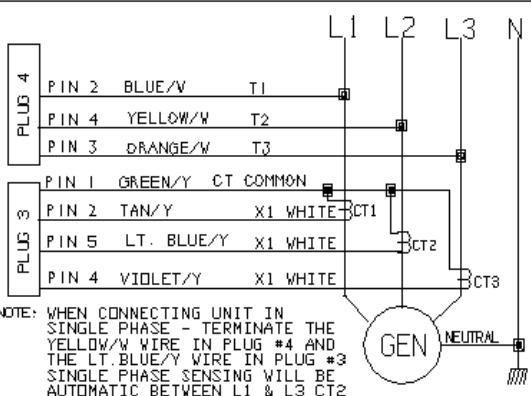 L1 L2 L3 N
PLUG 4
PIN 2 BLUE/W T1
PIN 4 YELLOW/W T2
PIN 3 ORANGE/W T3
PLUG 3
PIN 1 GREEN/Y CT COMMON
PIN 2 TAN/Y X1 WHITE CT1
PIN 5 LT. BLUE/Y X1 WHITE CT2
PIN 4 VIOLET/Y X1 WHITE CT3
GEN NEUTRAL
NOTE: WHEN CONNECTING UNIT IN
SINGLE PHASE - TERMINATE THE
YELLOW/W WIRE IN PLUG #4 AND
THE LT.BLUE/Y WIRE IN PLUG #3
SINGLE PHASE SENSING WILL BE
AUTOMATIC BETWEEN L1 & L3 CT2